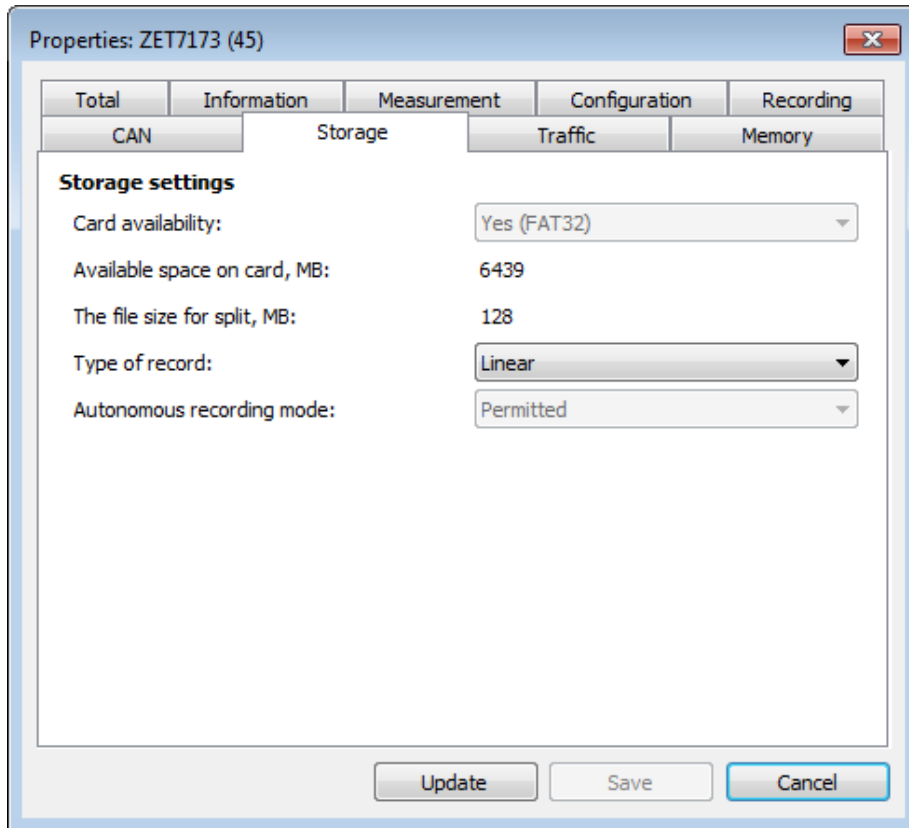 Properties: ZET7173 (45)
Total Information Measurement Configuration Recording
CAN Storage Traffic Memory
Storage settings
Card availability: Yes (FAT32)
Available space on card, MB: 6439
The file size for split, MB: 128
Type of record: Linear
Autonomous recording mode: Permitted
Update Save Cancel